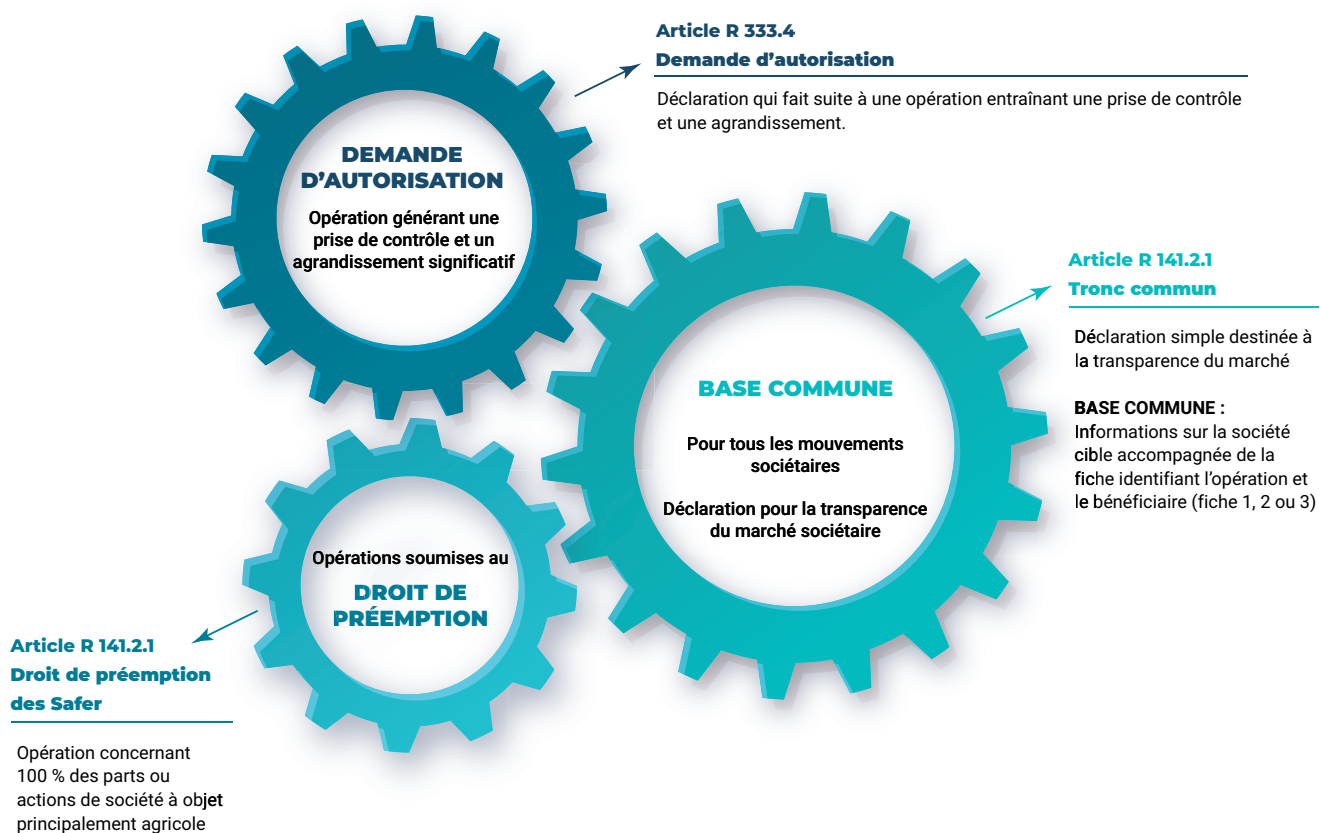 Article R 333.4
Demande d’autorisation
Déclaration qui fait suite à une opération entraînant une prise de contrôle
et une agrandissement.
DEMANDE
D’AUTORISATION
Opération générant une
prise de contrôle et un
agrandissement significatif
Article R 141.2.1
Tronc commun
Déclaration simple destinée à
la transparence du marché
BASE COMMUNE :
Informations sur la société
cible accompagnée de la
fiche identifiant l’opération et
le bénéficiaire (fiche 1, 2 ou 3)
BASE COMMUNE
Pour tous les mouvements
sociétaires
Déclaration pour la transparence
du marché sociétaire
Opérations soumises au
DROIT DE
PRÉEMPTION
Article R 141.2.1
Droit de préemption
des Safer
Opération concernant
100 % des parts ou
actions de société à objet
principalement agricole